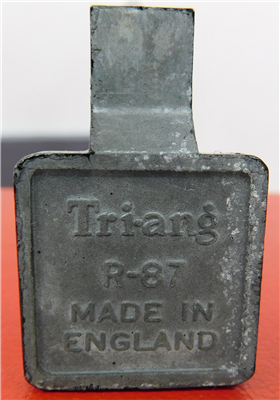 Tri-ang
R-87
MADE IN
ENGLAND